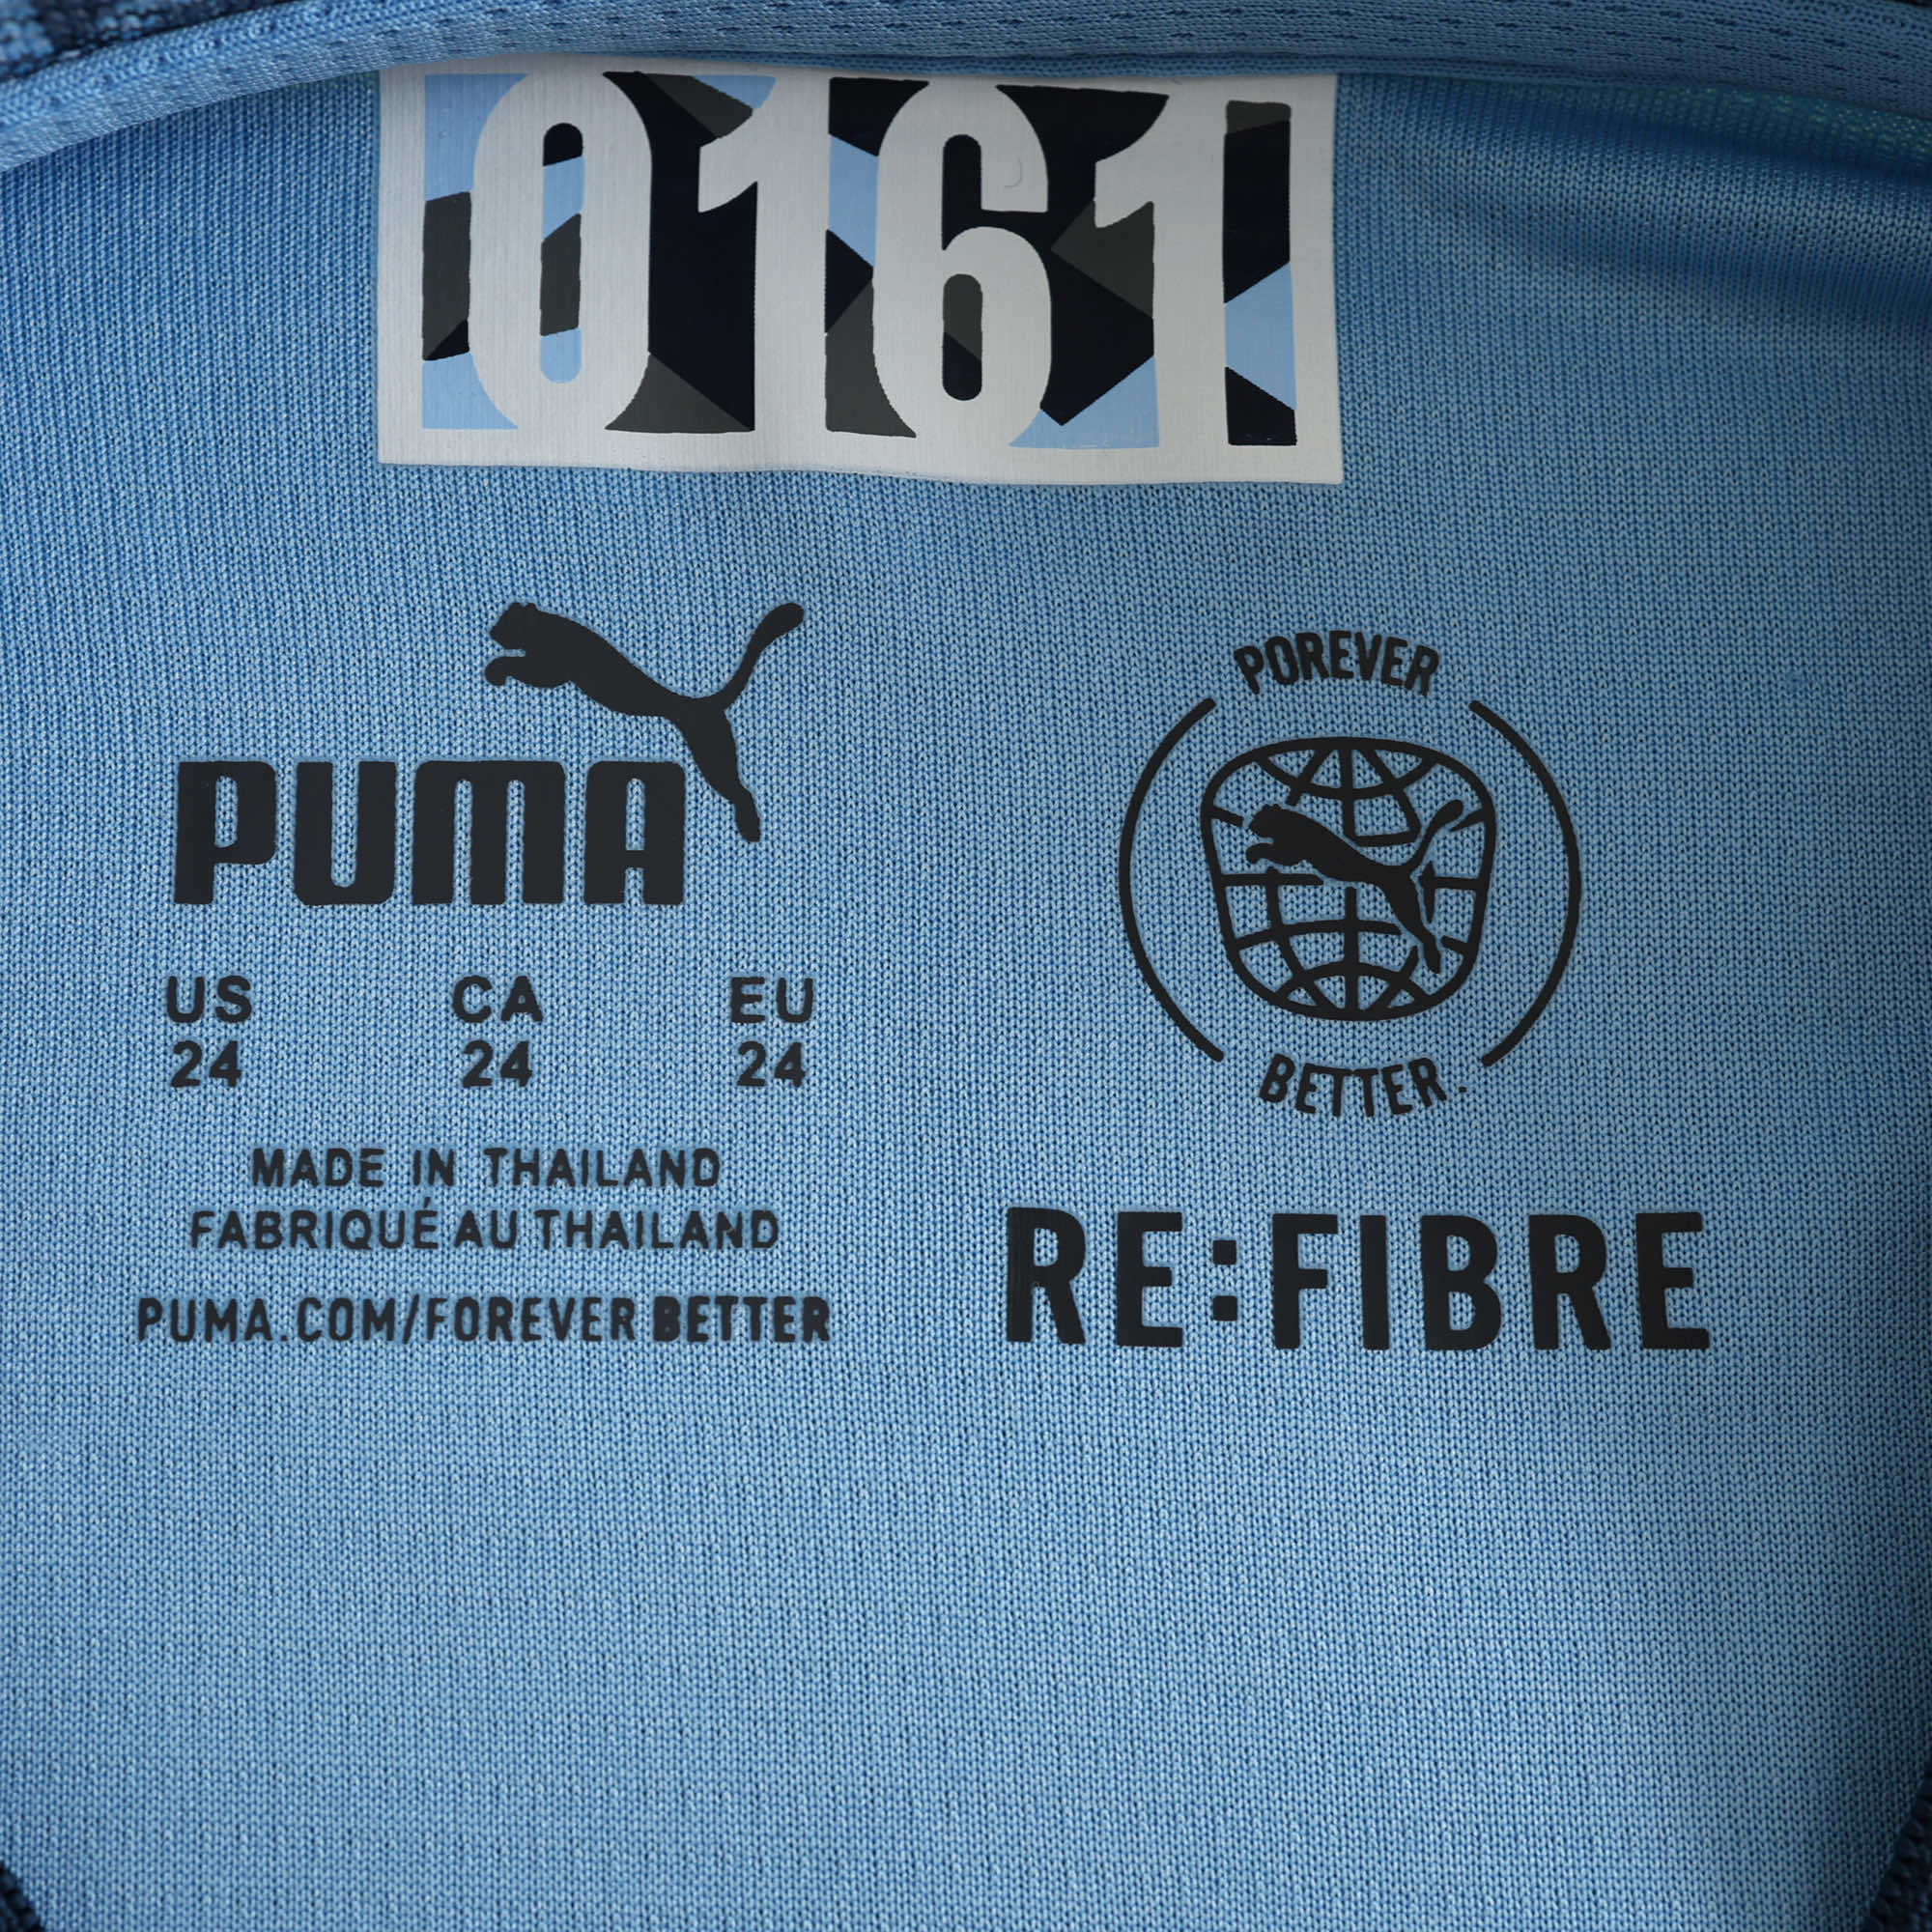 0161
PUMA
US CA EU
24 24 24
MADE IN THAILAND
FABRIQUÉ AU THAILAND
PUMA.COM/FOREVER BETTER
POREVER
BETTER.
RE:FIBRE